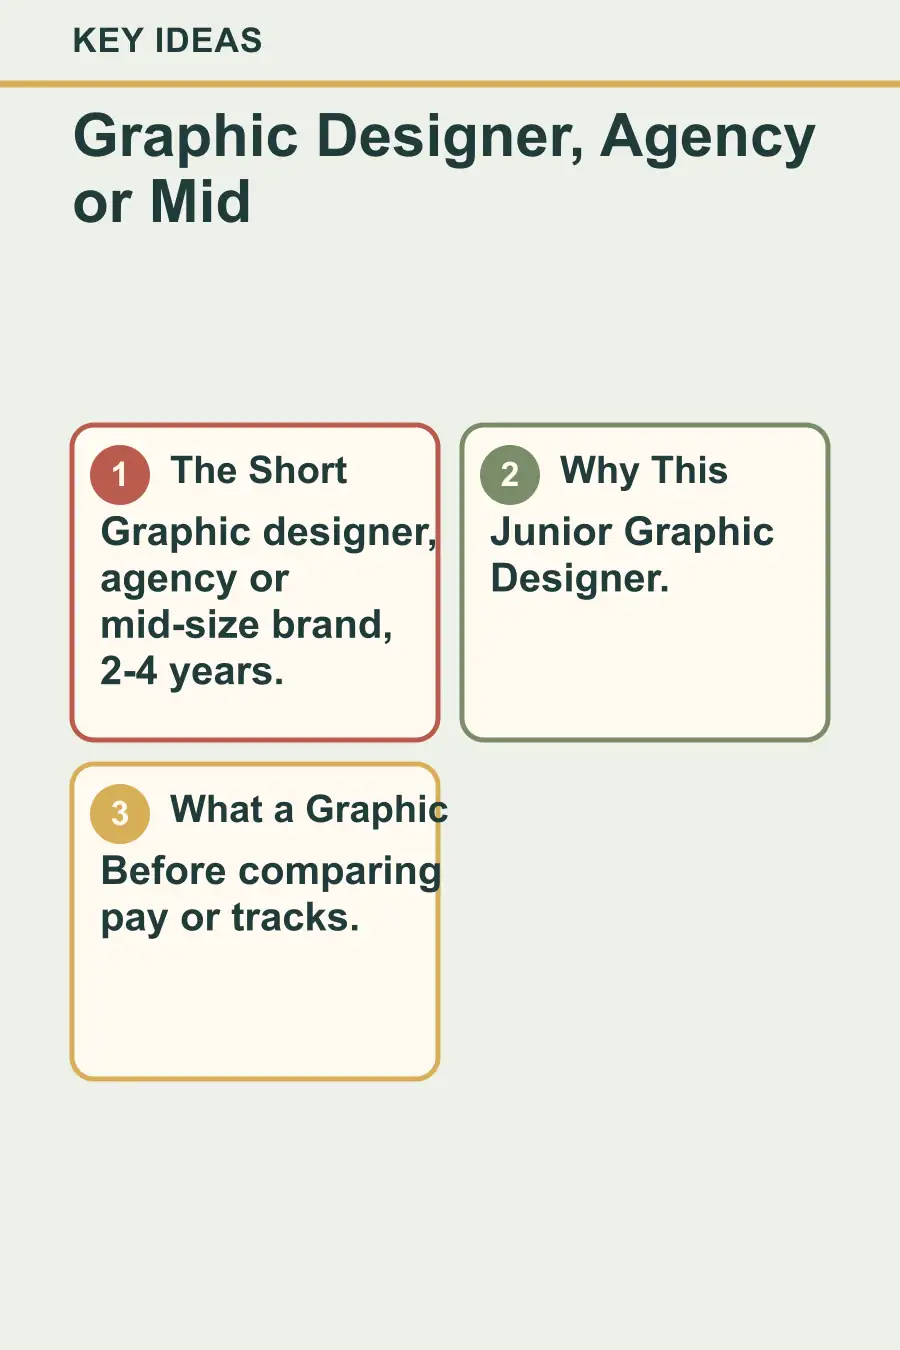 KEY IDEAS
Graphic Designer, Agency
or Mid
1 The Short
Graphic designer,
agency or
mid-size brand,
2-4 years.
2 Why This
Junior Graphic
Designer.
3 What a Graphic
Before comparing
pay or tracks.